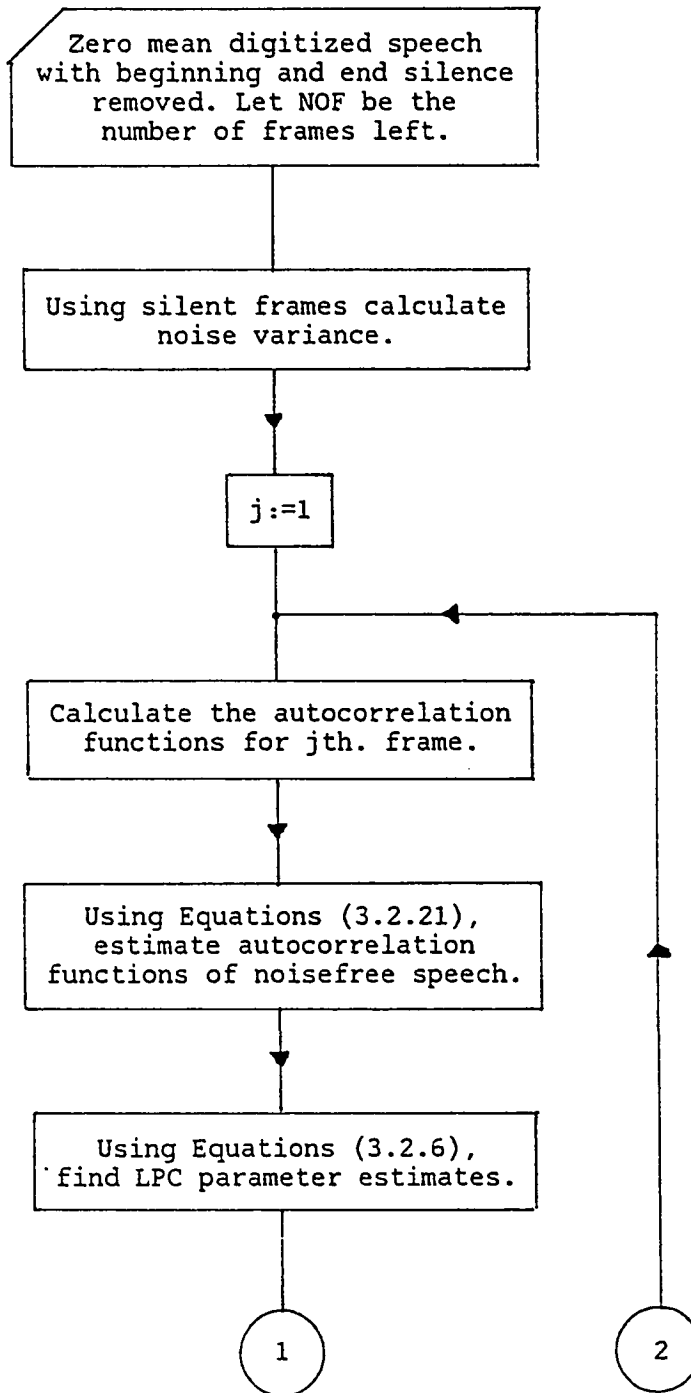 Zero mean digitized speech
with beginning and end silence
removed. Let NOF be the
number of frames left.
Using silent frames calculate
noise variance.
j:=1
Calculate the autocorrelation
functions for jth. frame.
Using Equations (3.2.21),
estimate autocorrelation
functions of noisefree speech.
Using Equations (3.2.6),
find LPC parameter estimates.
1
2